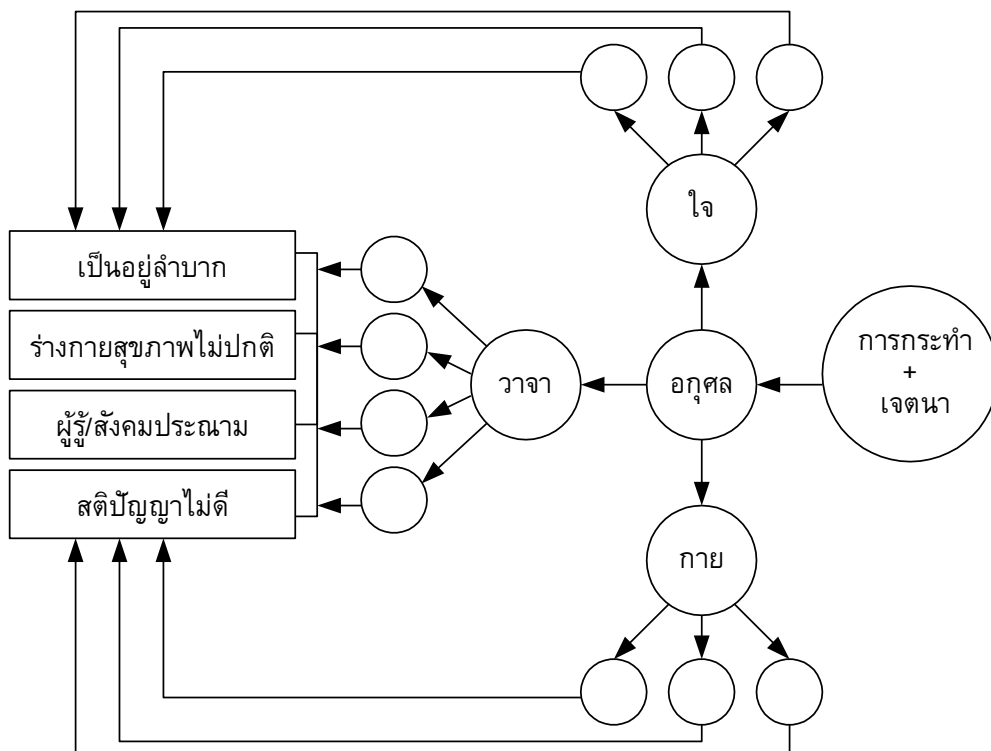 ใจ
เป็นอยู่ลำบาก
ร่างกายสุขภาพไม่ปกติ
ผู้รู้/สังคมประณาม
สติปัญญาไม่ดี
วาจา
อกุศล
การกระทำ
+
เจตนา
กาย